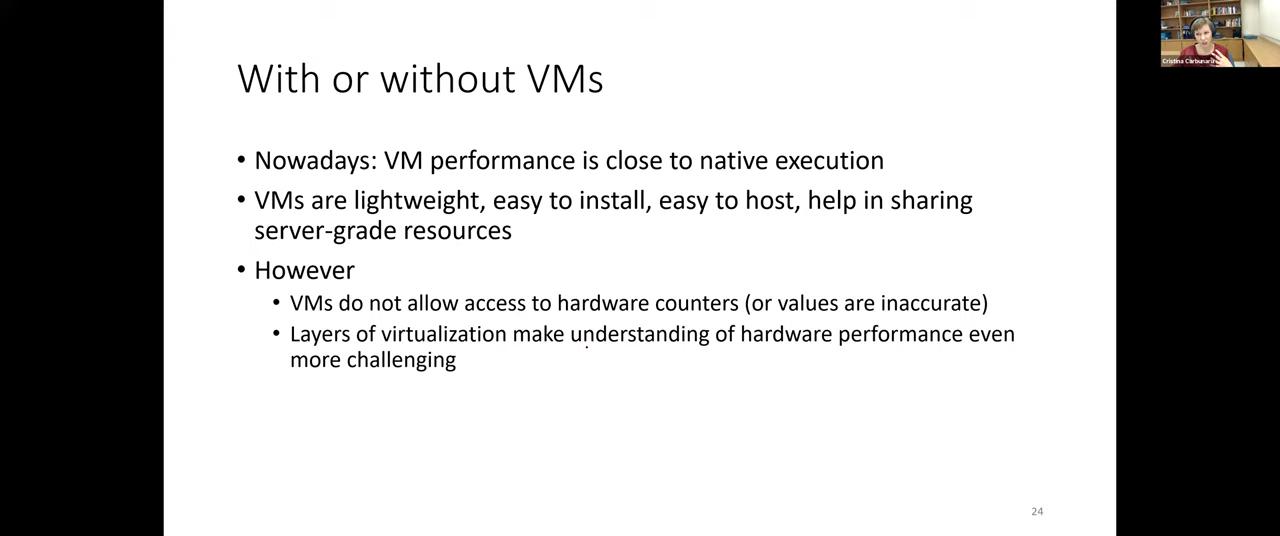 With or without VMs
• Nowadays: VM performance is close to native execution
• VMs are lightweight, easy to install, easy to host, help in sharing
server-grade resources
• However
• VMs do not allow access to hardware counters (or values are inaccurate)
• Layers of virtualization make understanding of hardware performance even
more challenging
24